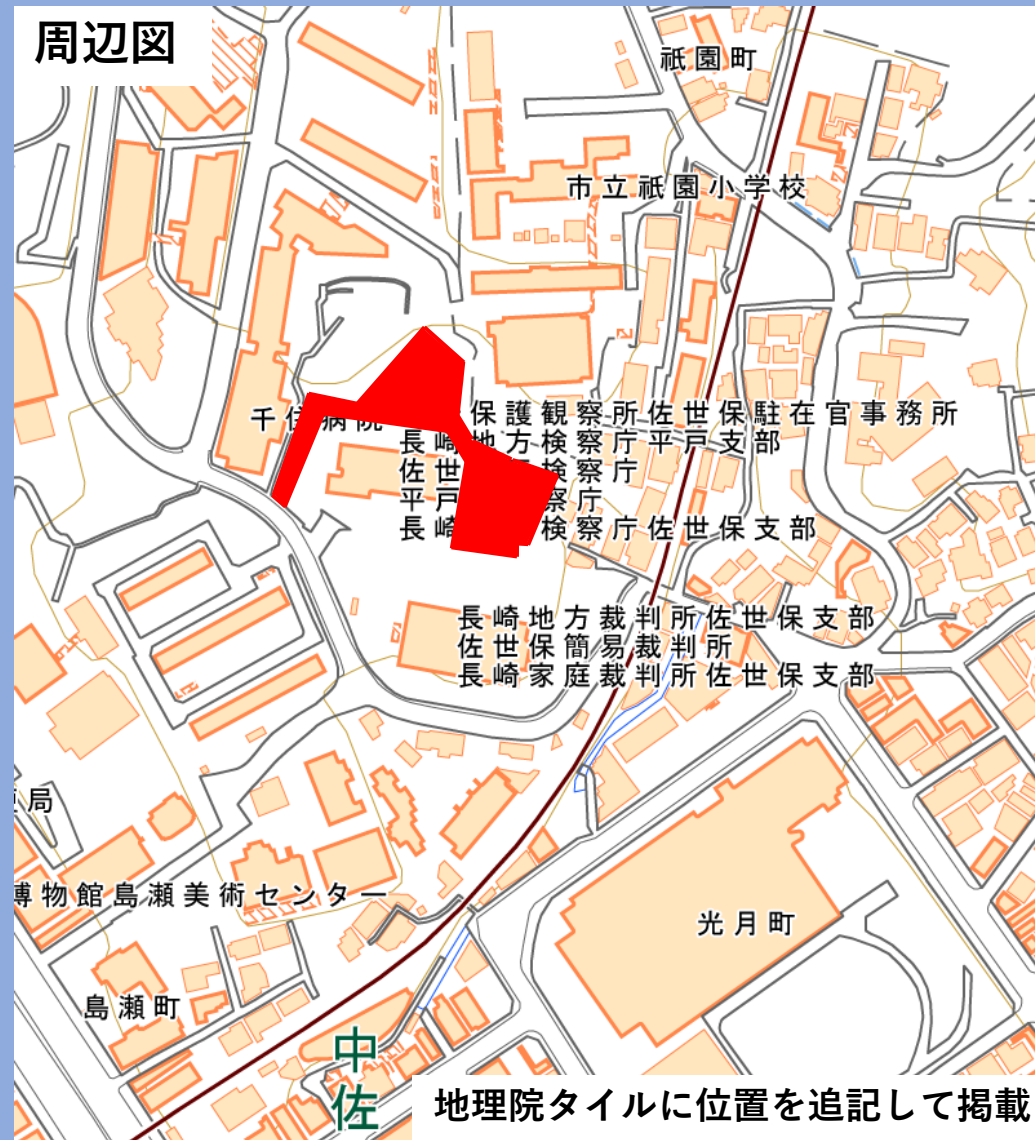 周辺図
祇園町
市立祇園小学校
千住病院
保護観察所佐世保駐在官事務所
長崎地方検察庁平戸支部
佐世 検察庁
平戸 察庁
長崎 検察庁佐世保支部
長崎地方裁判所佐世保支部
佐世保簡易裁判所
長崎家庭裁判所佐世保支部
局
博物館島瀬美術センター
光月町
島瀬町
中佐
地理院タイルに位置を追記して掲載